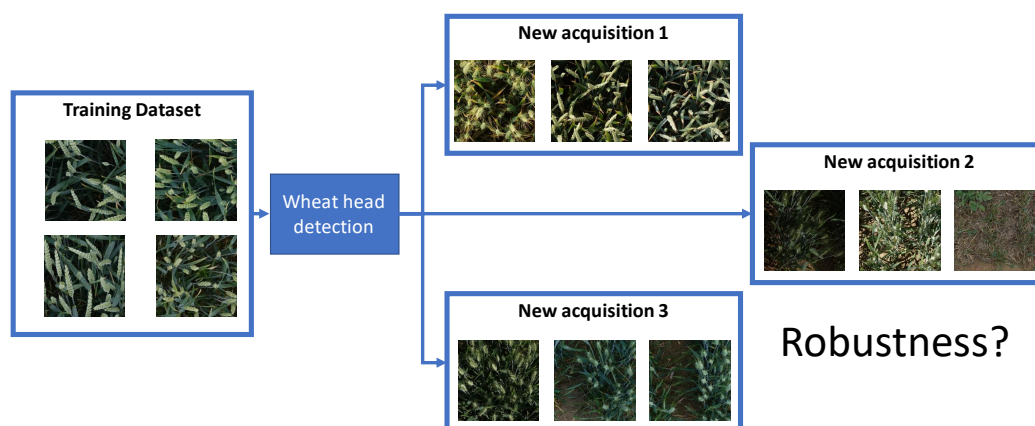 New acquisition 1
Training Dataset
New acquisition 2
Wheat head
detection
New acquisition 3
Robustness?